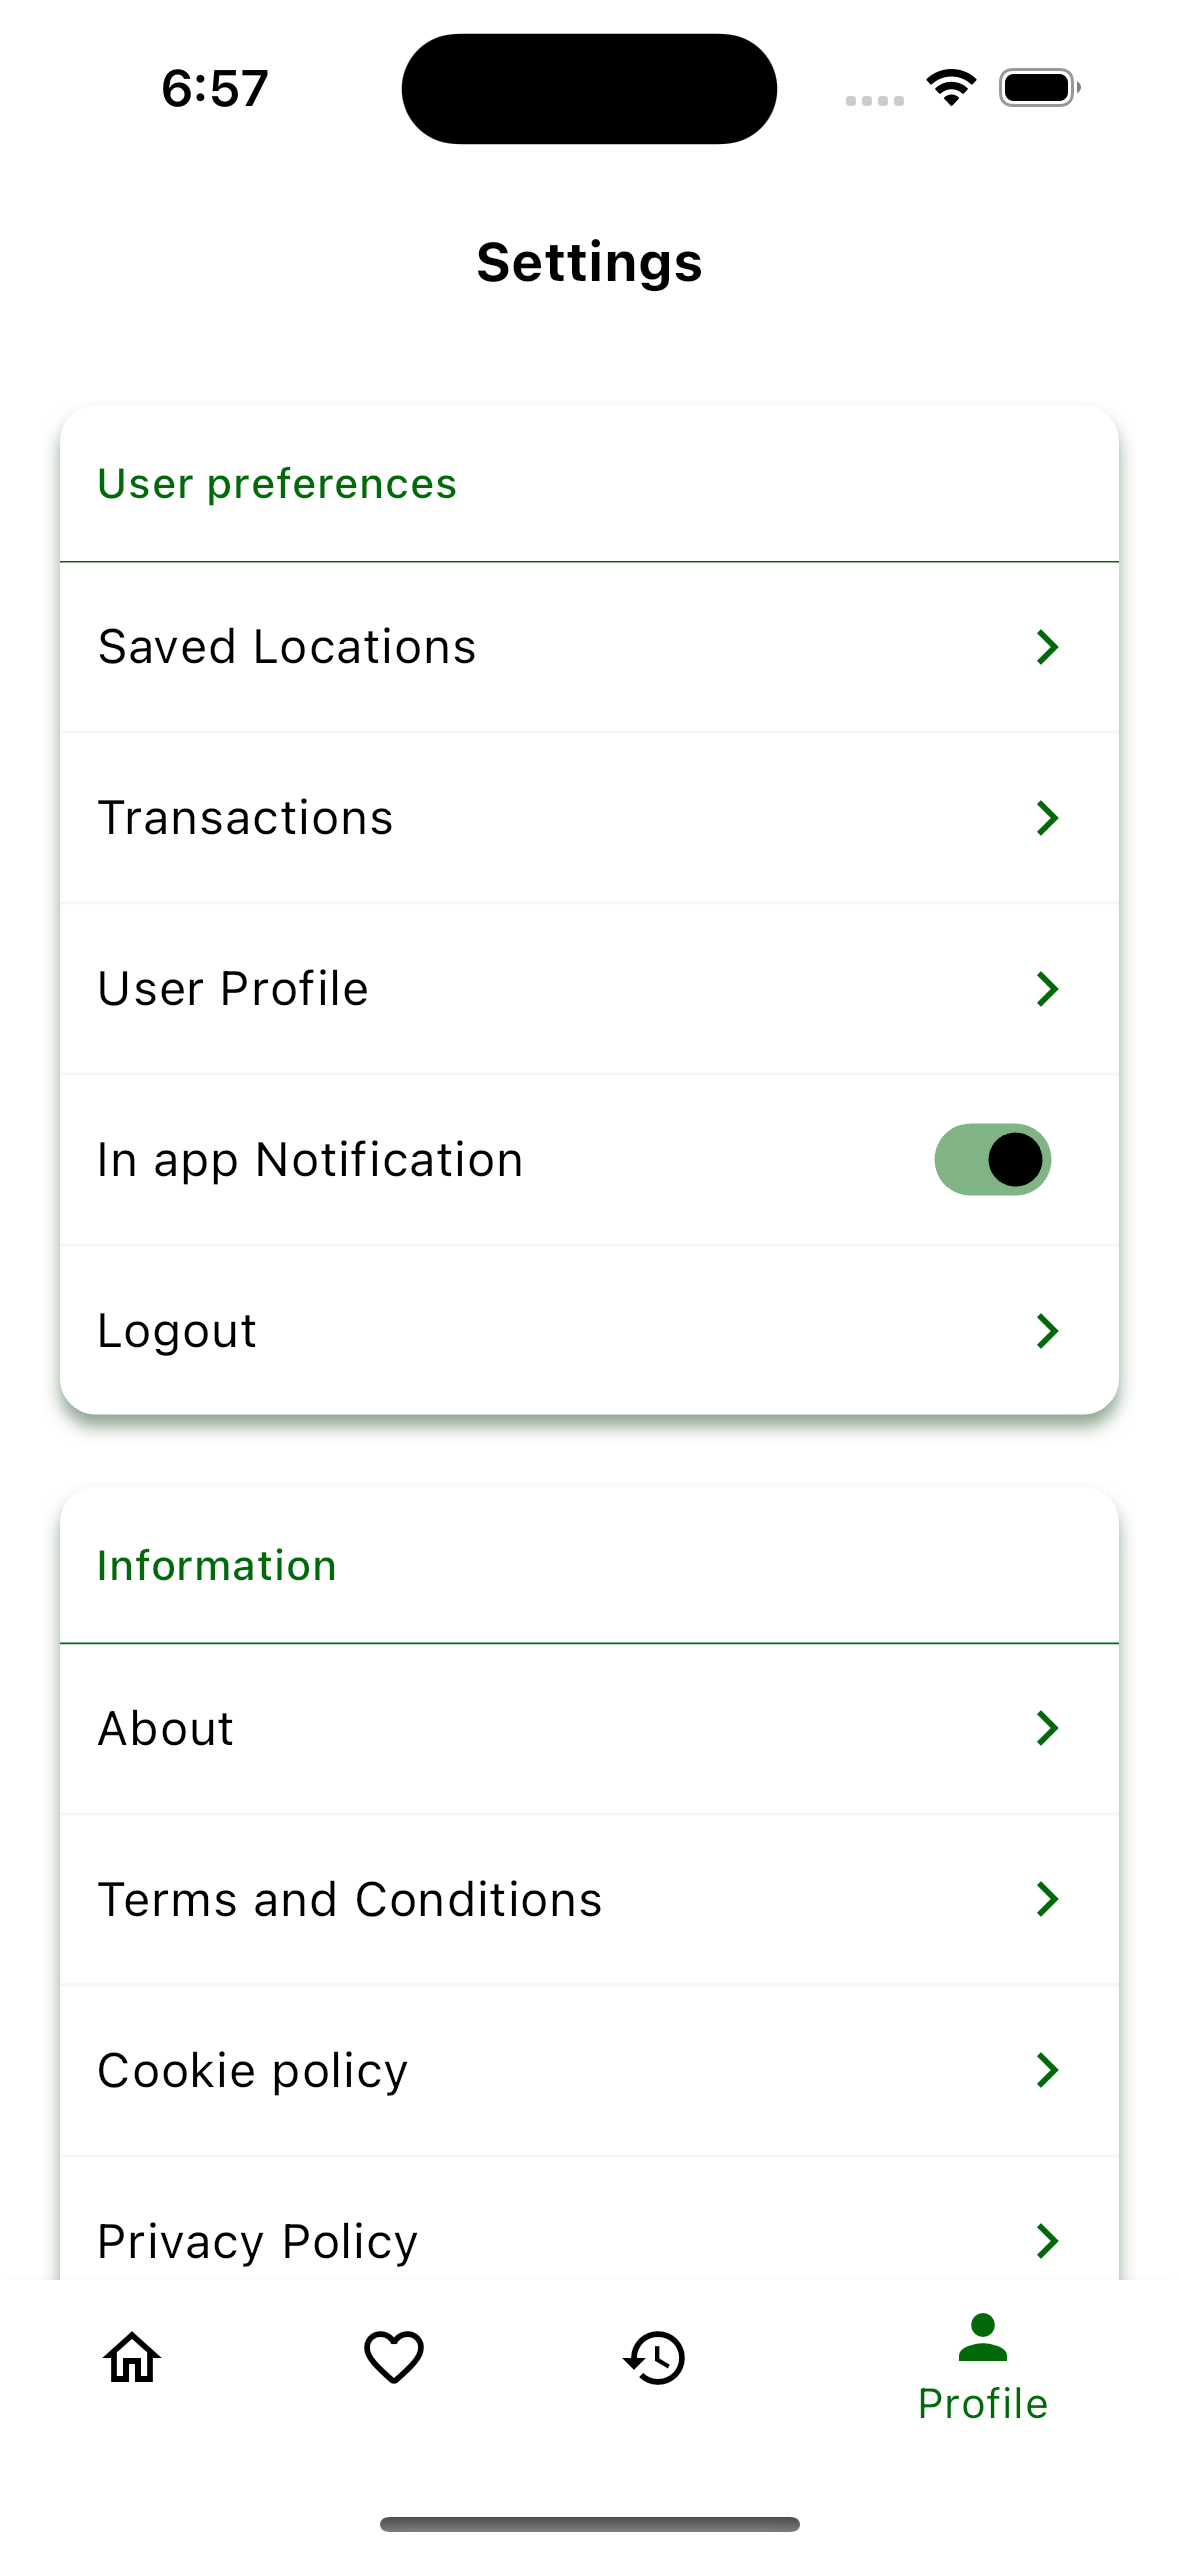 6:57
Settings
User preferences
Saved Locations
Transactions
User Profile
In app Notification
Logout
Information
About
Terms and Conditions
Cookie policy
Privacy Policy
Profile